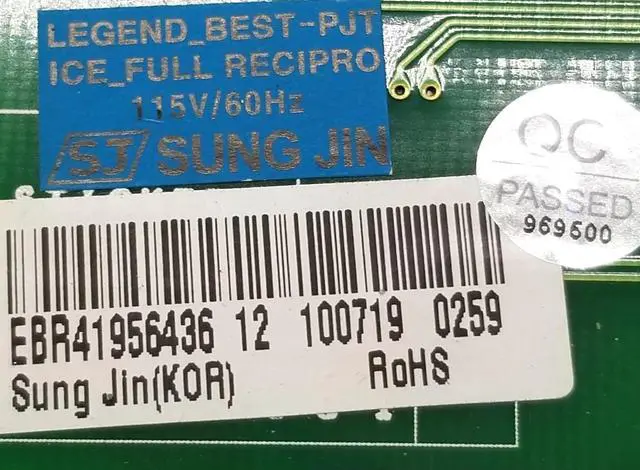 LEGEND_BEST-PJT
ICE_FULL RECIPRO
115V/60Hz
SJ SUNG JIN
QC
PASSED
969600
EBR41956436 12 100719 0259
Sung Jin(KOR) RoHS